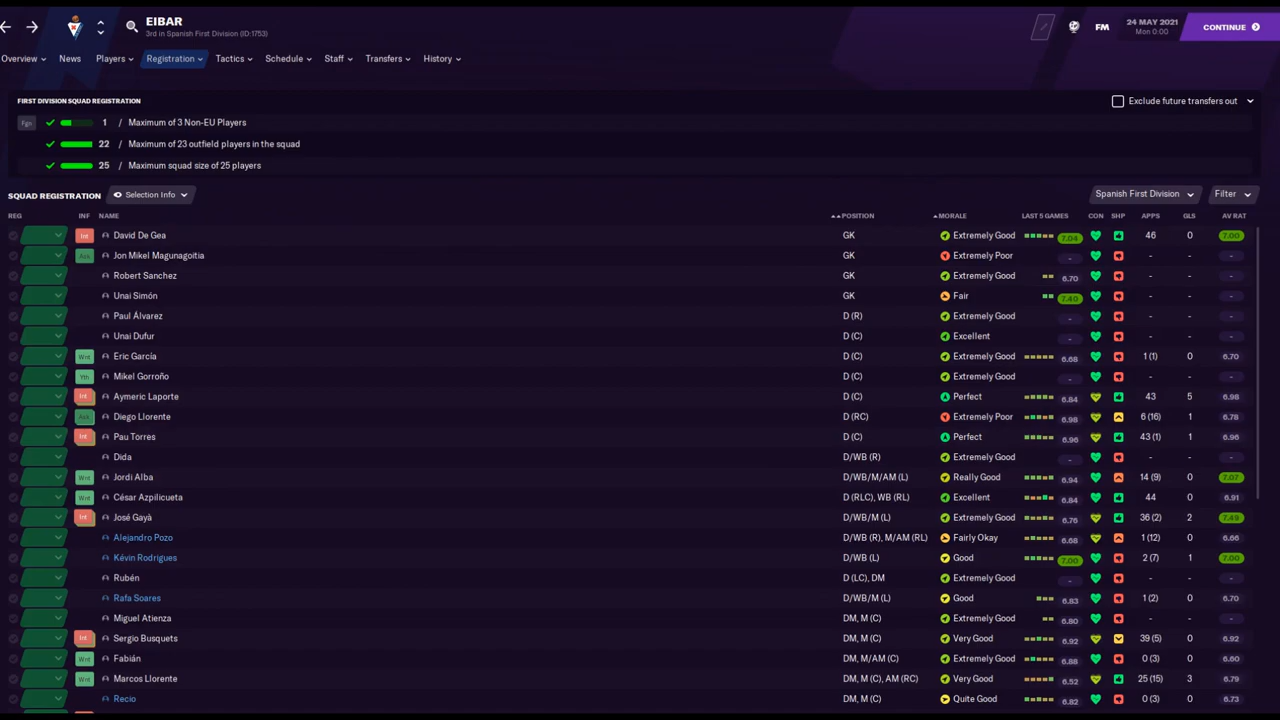 EIBAR
3rd in Spanish First Division (ID:1753)
FM
24 MAY 2021
Mon 0:00
CONTINUE
Overview
News
Players
Registration
Tactics
Schedule
Staff
Transfers
History
FIRST DIVISION SQUAD REGISTRATION
Exclude future transfers out
Fgn 1 / Maximum of 3 Non-EU Players
22 / Maximum of 23 outfield players in the squad
25 / Maximum squad size of 25 players
SQUAD REGISTRATION Selection Info Spanish First Division Filter
REG INF NAME POSITION MORALE LAST 5 GAMES CON SHP APPS GLS AV RAT
Int David De Gea GK Extremely Good 7.04 46 0 7.00
Ask Jon Mikel Magunagoitia GK Extremely Poor - - - -
Robert Sanchez GK Extremely Good 6.70 - - -
Unai Simón GK Fair 7.40 - - -
Paul Álvarez D (R) Extremely Good - - - -
Unai Dufur D (C) Excellent - - - -
Wnt Eric García D (C) Extremely Good 6.68 1 (1) 0 6.70
Yth Mikel Gorroño D (C) Extremely Good - - - -
Int Aymeric Laporte D (C) Perfect 6.84 43 5 6.98
Ask Diego Llorente D (RC) Extremely Poor 6.98 6 (16) 1 6.78
Int Pau Torres D (C) Perfect 6.96 43 (1) 1 6.96
Dida D/WB (R) Extremely Good - - - -
Wnt Jordi Alba D/WB/M/AM (L) Really Good 6.94 14 (9) 0 7.07
Wnt César Azpilicueta D (RLC), WB (RL) Excellent 6.84 44 0 6.91
Int José Gayà D/WB/M (L) Extremely Good 6.76 36 (2) 2 7.49
Alejandro Pozo D/WB (R), M/AM (RL) Fairly Okay 6.68 1 (12) 0 6.66
Kévin Rodrigues D/WB (L) Good 7.00 2 (7) 1 7.00
Rubén D (LC), DM Extremely Good - - - -
Rafa Soares D/WB/M (L) Good 6.83 1 (2) 0 6.70
Miguel Atienza DM, M (C) Extremely Good 6.80 - - -
Int Sergio Busquets DM, M (C) Very Good 6.92 39 (5) 0 6.92
Wnt Fabián DM, M/AM (C) Extremely Good 6.88 0 (3) 0 6.60
Wnt Marcos Llorente DM, M (C), AM (RC) Very Good 6.52 25 (15) 3 6.79
Recio DM, M (C) Quite Good 6.82 0 (3) 0 6.73